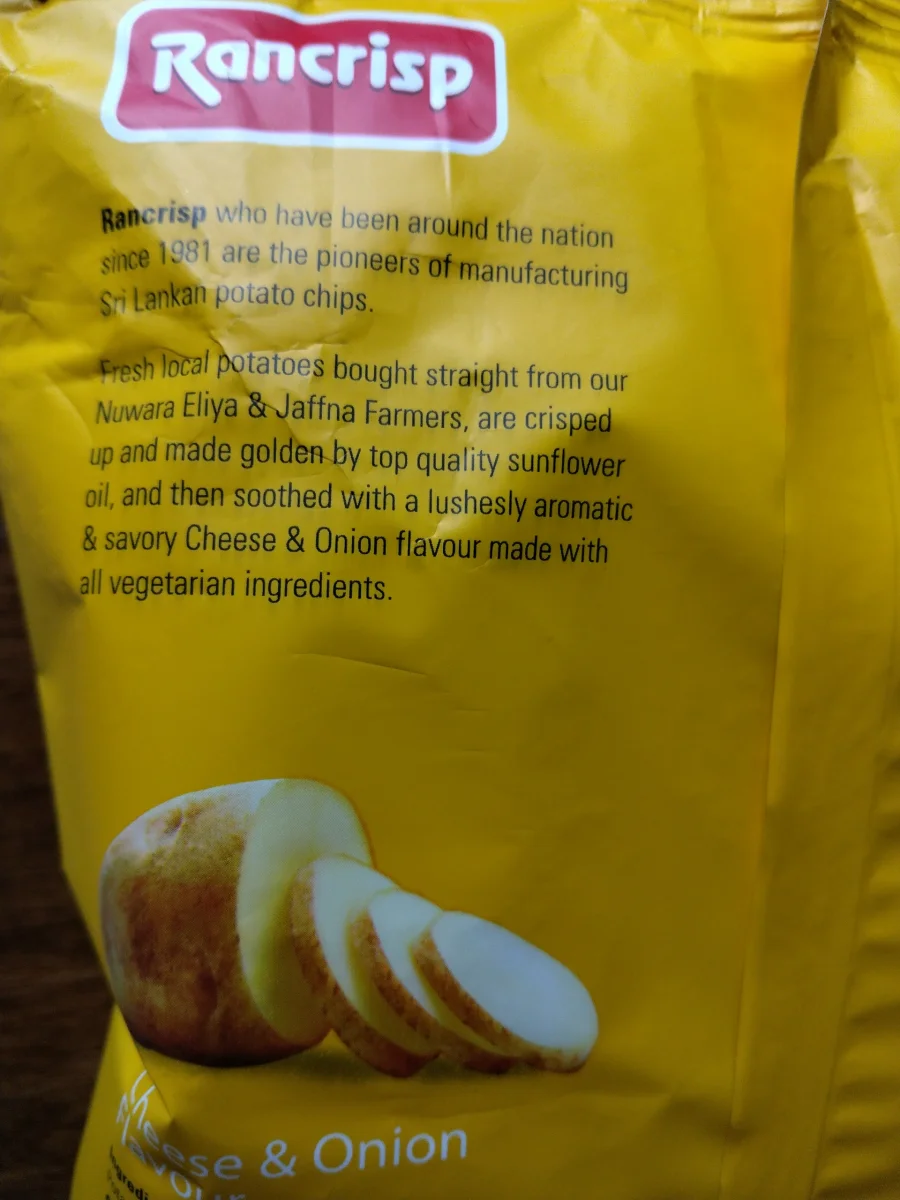 Rancrisp
Rancrisp who have been around the nation
since 1981 are the pioneers of manufacturing
Sri Lankan potato chips.
Fresh local potatoes bought straight from our
Nuwara Eliya & Jaffna Farmers, are crisped
up and made golden by top quality sunflower
oil, and then soothed with a lushesly aromatic
& savory Cheese & Onion flavour made with
all vegetarian ingredients.
Cheese & Onion
Flavour